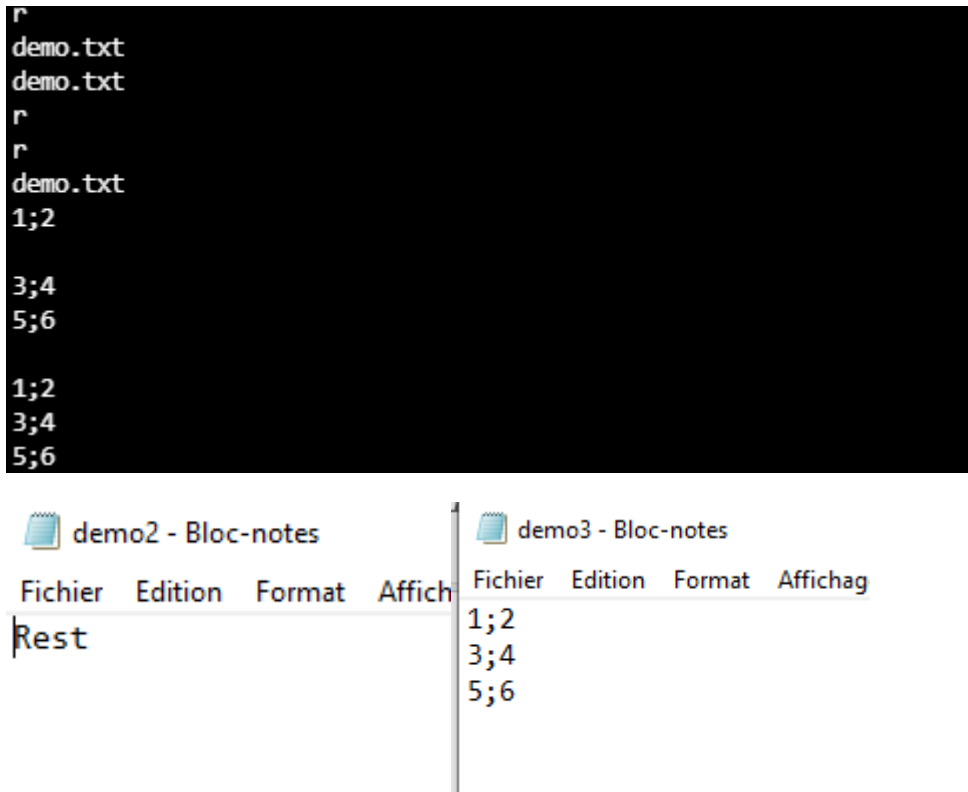 r
demo.txt
demo.txt
r
r
demo.txt
1;2
3;4
5;6
1;2
3;4
5;6
demo2 - Bloc-notes
Fichier Edition Format Affich
Rest
demo3 - Bloc-notes
Fichier Edition Format Affichag
1;2
3;4
5;6